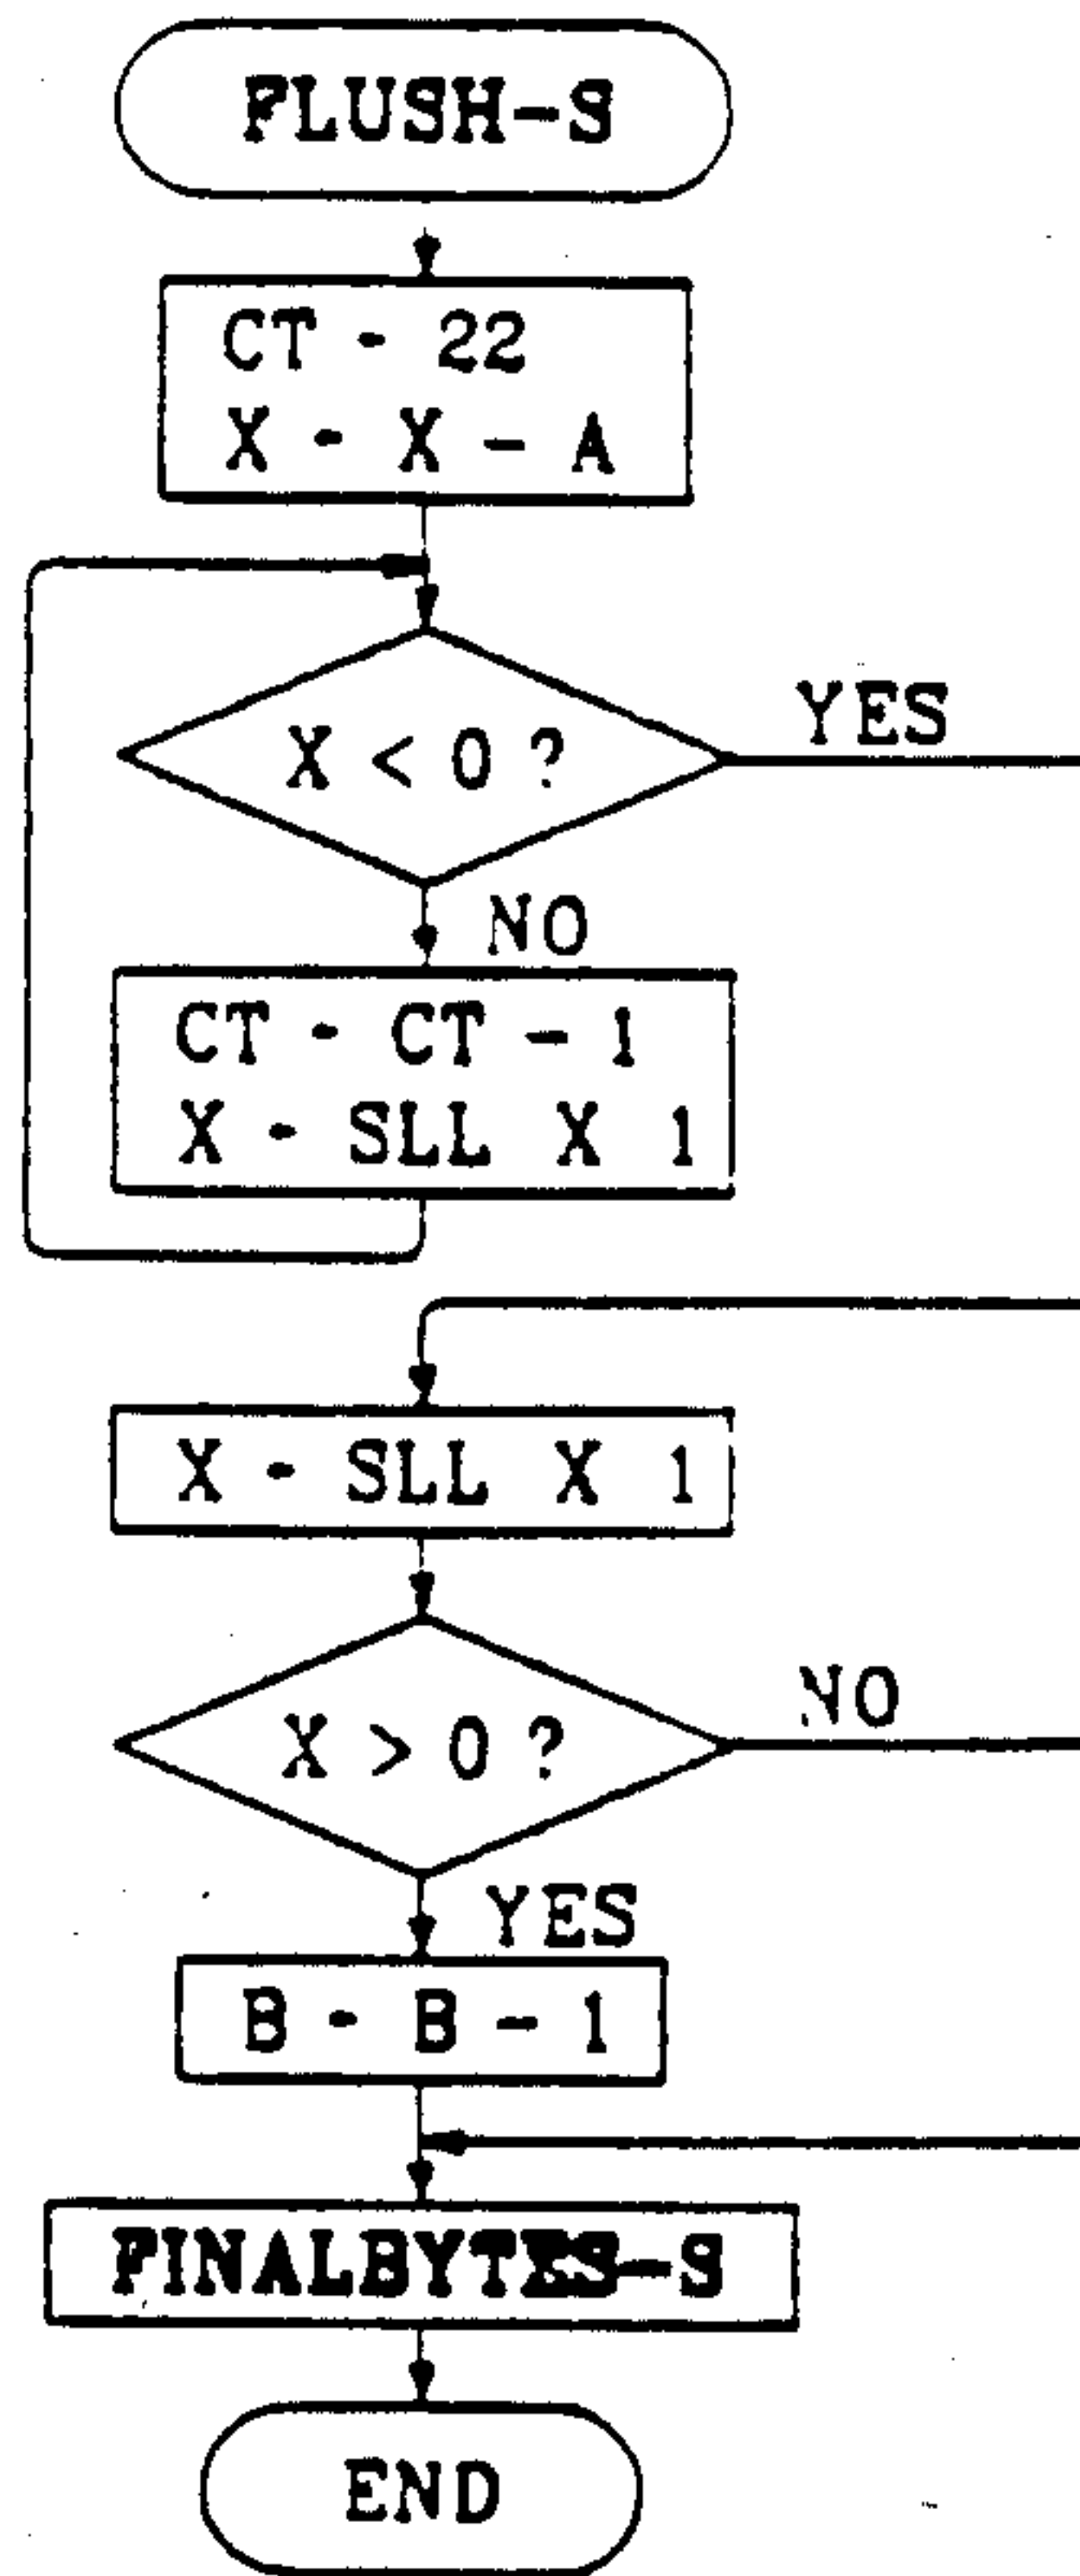 FLUSH-S
CT - 22
X - X - A
X < 0 ?
YES
NO
CT - CT - 1
X - SLL X 1
X - SLL X 1
X > 0 ?
NO
YES
B - B - 1
FINALBYTES-S
END